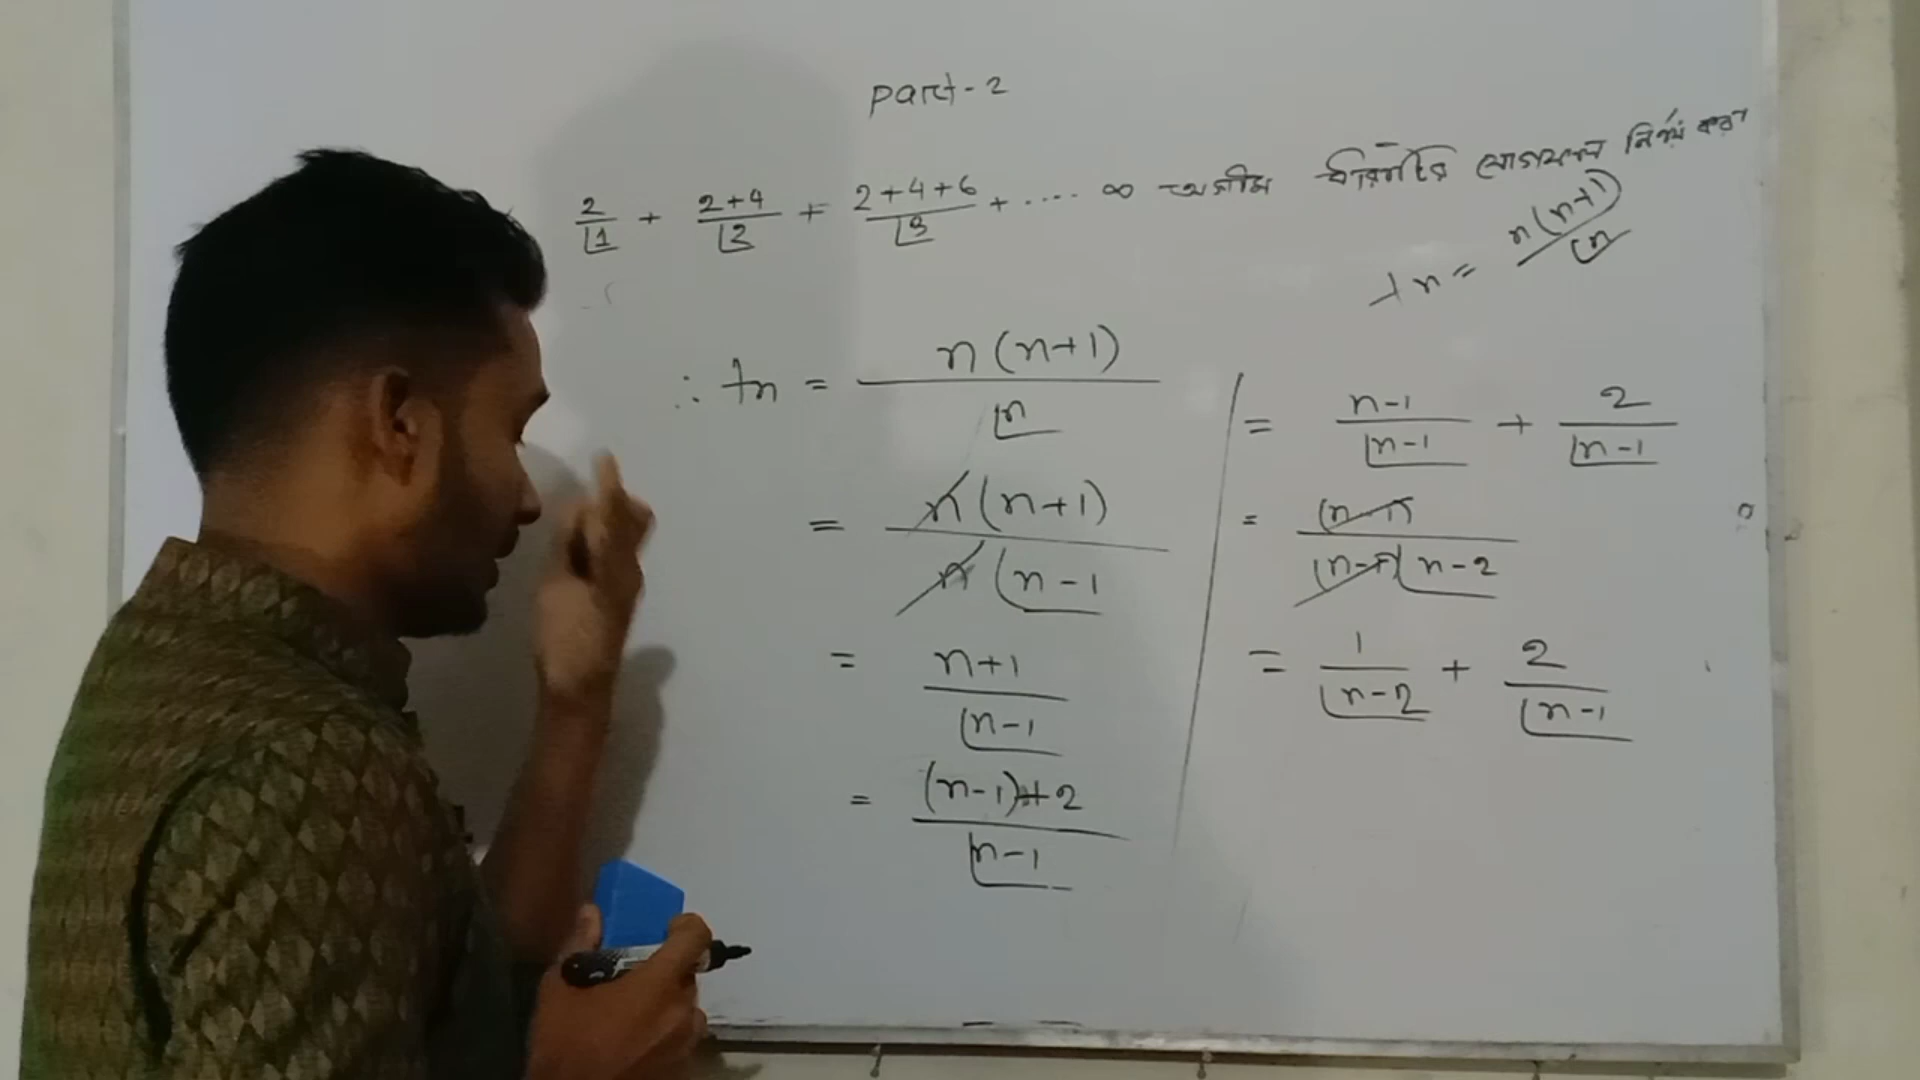 part-2
2/⌊1 + 2+4/⌊2 + 2+4+6/⌊3 + .... ∞ অসীম ধারাটির যোগফল নির্ণয় কর
tn = n(n+1)/⌊n
∴ tn = n(n+1)/⌊n
= n(n+1)/n⌊n-1
= n+1/⌊n-1
= (n-1)+2/⌊n-1
= n-1/⌊n-1 + 2/⌊n-1
= (n-1)/(n-1)⌊n-2
= 1/⌊n-2 + 2/⌊n-1